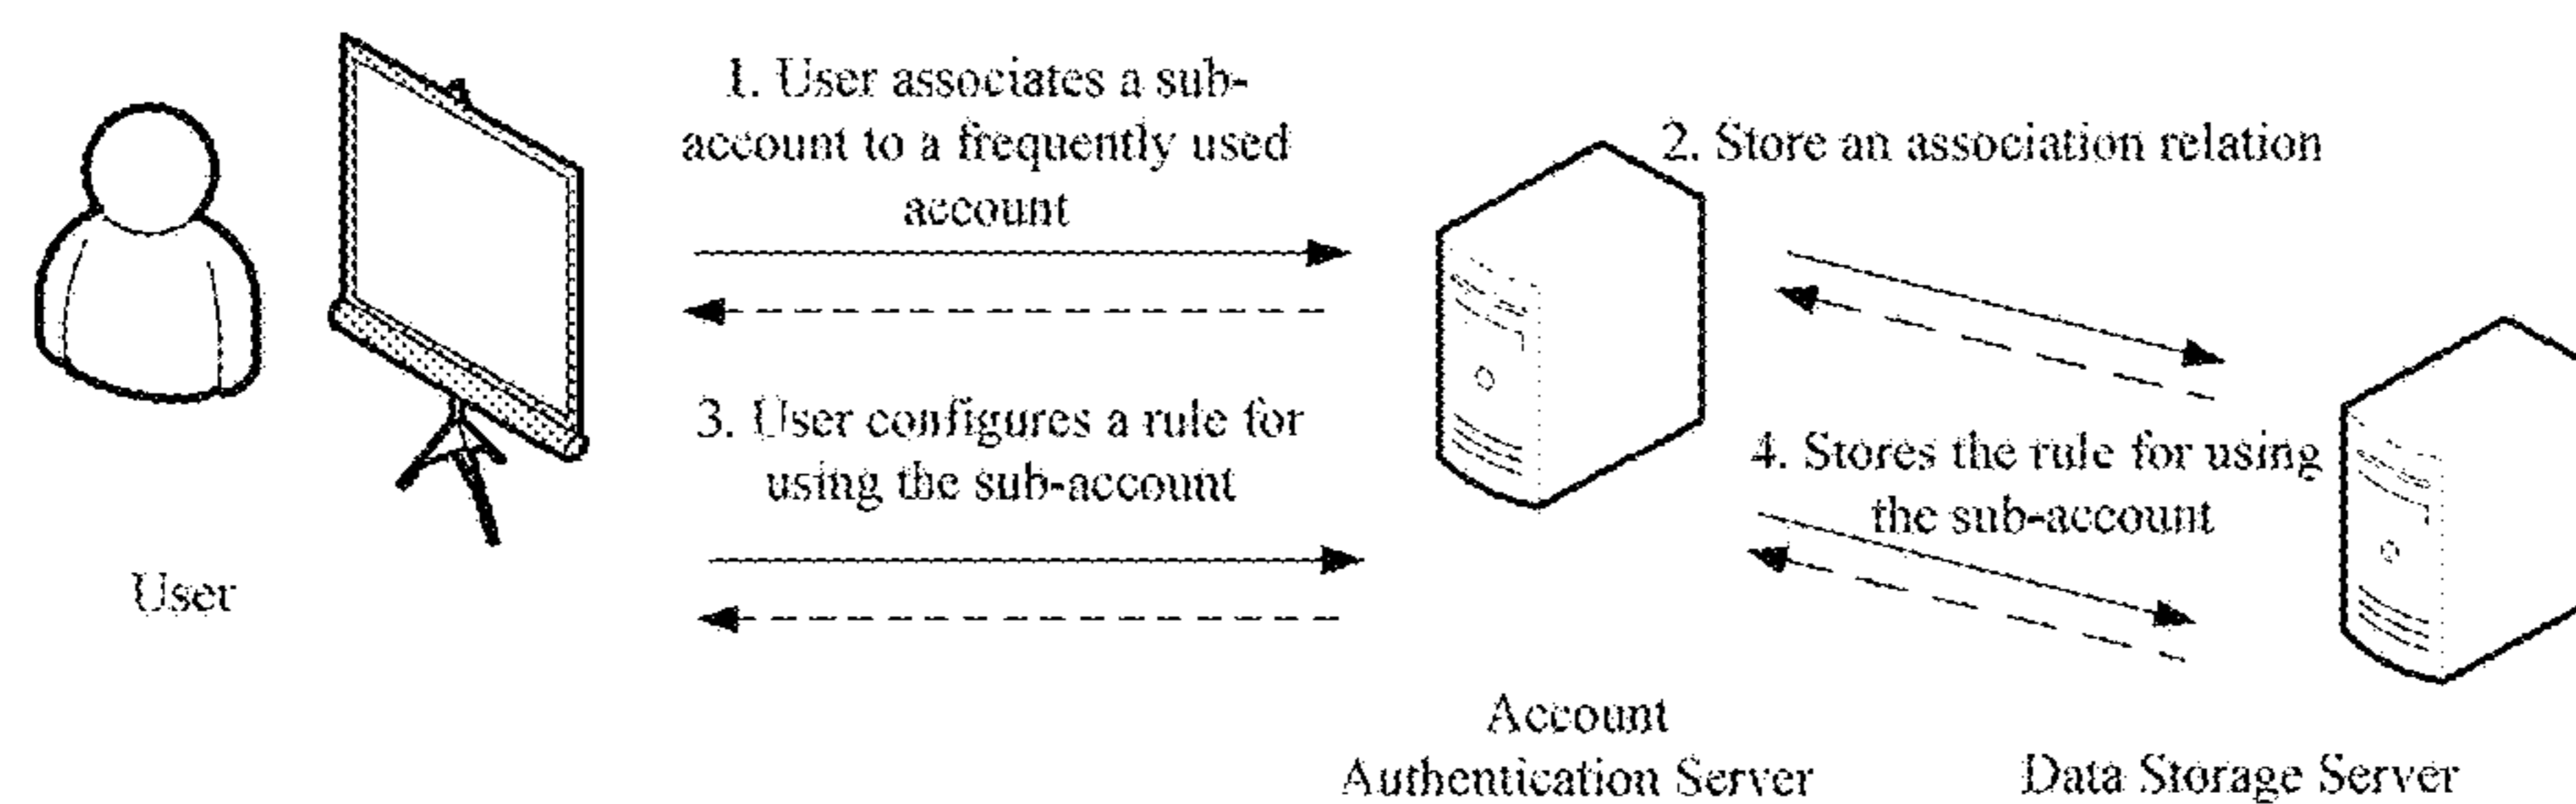 1. User associates a sub-
account to a frequently used
account
2. Store an association relation
3. User configures a rule for
using the sub-account
4. Stores the rule for using
the sub-account
User
Account
Authentication Server
Data Storage Server